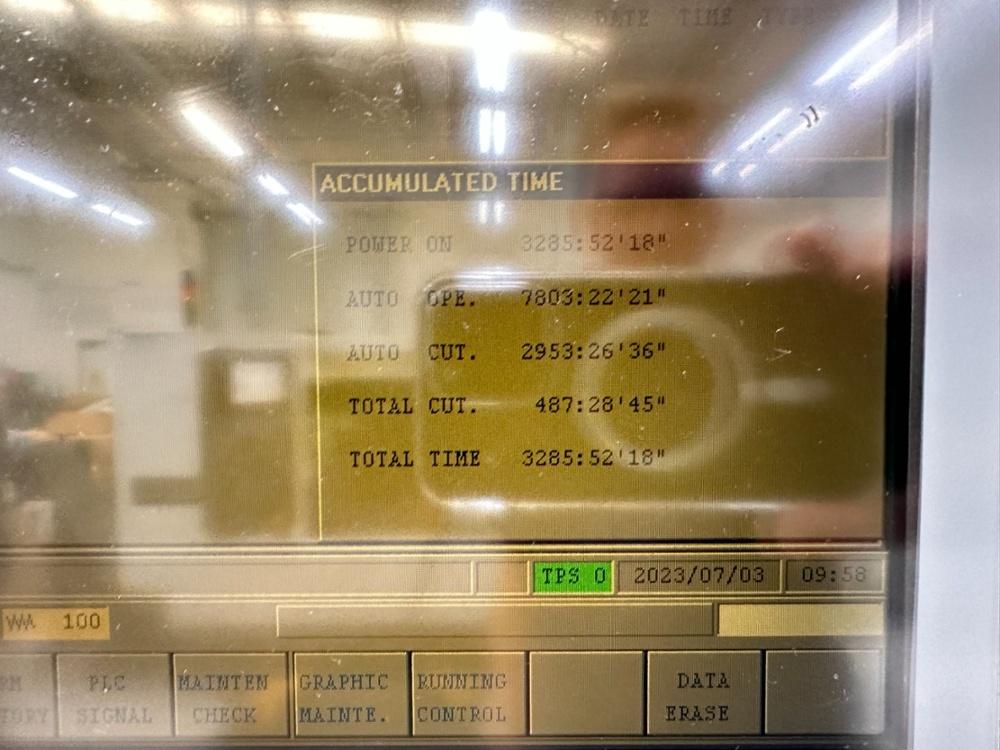 DATE TIME TYPE
ACCUMULATED TIME
POWER ON 3285:52'18"
AUTO OPE. 7803:22'21"
AUTO CUT. 2953:26'36"
TOTAL CUT. 487:28'45"
TOTAL TIME 3285:52'18"
TPS 0 2023/07/03 09:58
100
PLC MAINTEN GRAPHIC RUNNING DATA
SIGNAL CHECK MAINTE. CONTROL ERASE